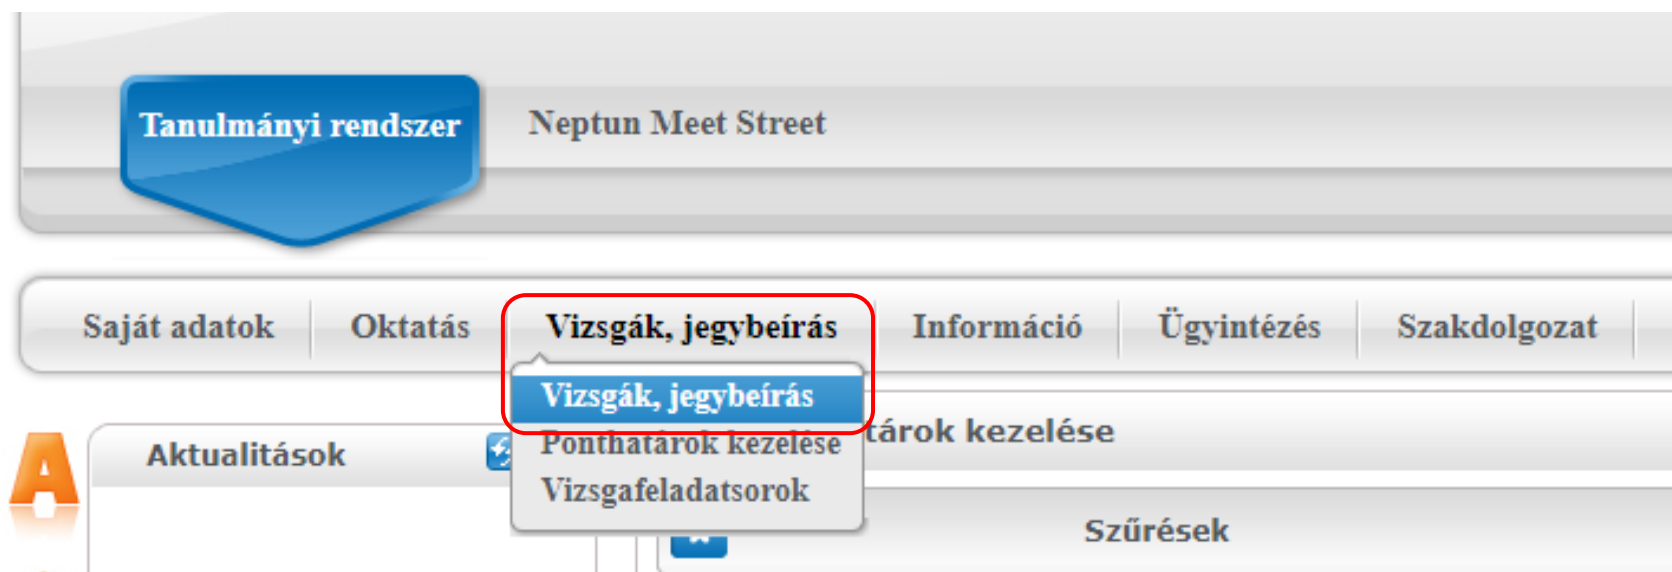 Tanulmányi rendszer Neptun Meet Street
Saját adatok Oktatás Vizsgák, jegybeírás Információ Ügyintézés Szakdolgozat
Vizsgák, jegybeírás
Ponthatárok kezelése
Vizsgafeladatsorok
Aktualitások
tárok kezelése
Szűrések
A